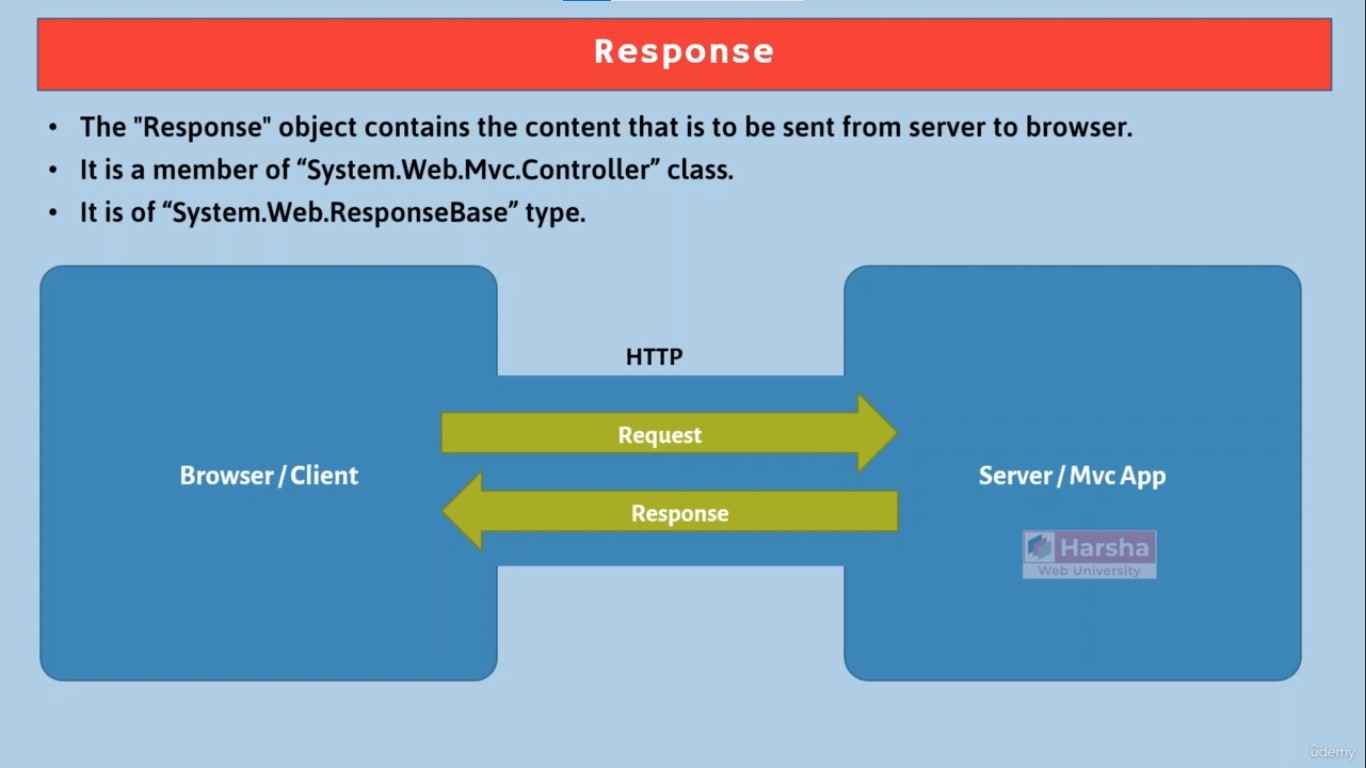 Response
• The "Response" object contains the content that is to be sent from server to browser.
• It is a member of “System.Web.Mvc.Controller” class.
• It is of “System.Web.ResponseBase” type.
HTTP
Request
Browser / Client
Server / Mvc App
Response
Harsha
Web University
ûdemy